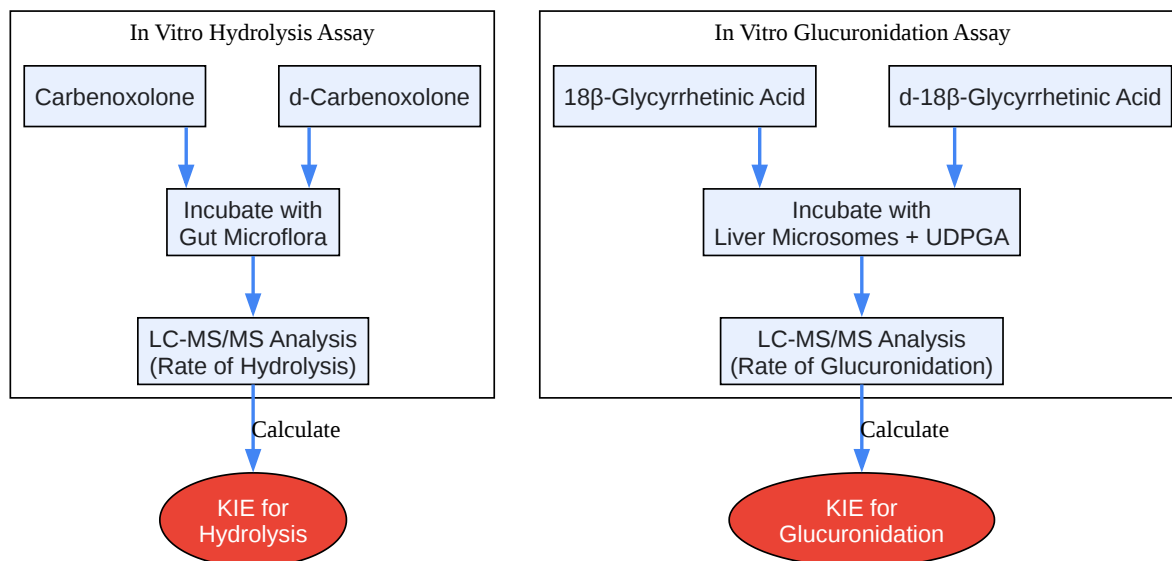 In Vitro Hydrolysis Assay
Carbenoxolone
d-Carbenoxolone
Incubate with
Gut Microflora
LC-MS/MS Analysis
(Rate of Hydrolysis)
Calculate
KIE for
Hydrolysis
In Vitro Glucuronidation Assay
18β-Glycyrrhetinic Acid
d-18β-Glycyrrhetinic Acid
Incubate with
Liver Microsomes + UDPGA
LC-MS/MS Analysis
(Rate of Glucuronidation)
Calculate
KIE for
Glucuronidation